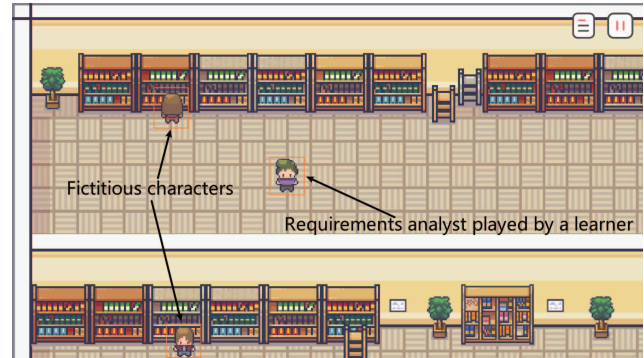 Fictitious characters
Requirements analyst played by a learner